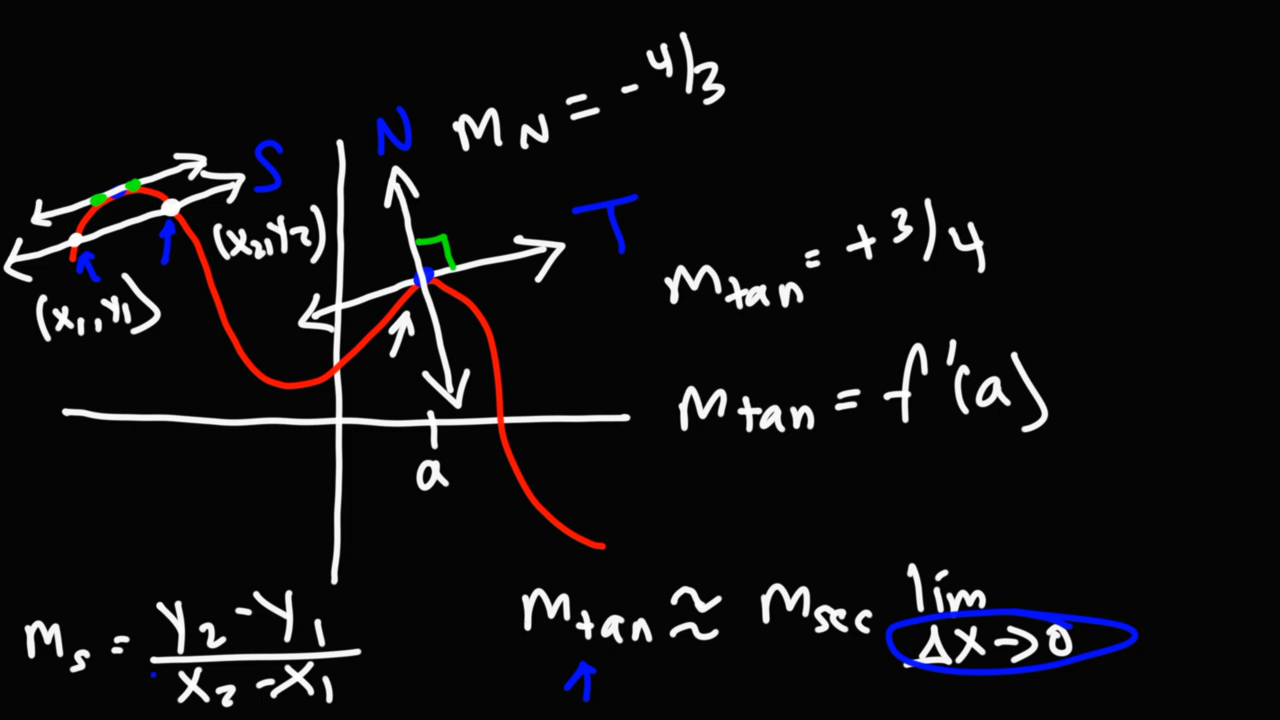 N
m_N = -4/3
S
T
(x₂, y₂)
m_tan = +3/4
(x₁, y₁)
m_tan = f'(a)
a
m_s = (y₂ - y₁)/(x₂ - x₁)
m_tan ≈ m_sec lim Δx→0